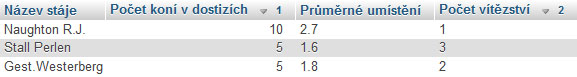 Název stáje Počet koní v dostizích 1 Průměrné umístění Počet vítězství 2
Naughton R.J. 10 2.7 1
Stall Perlen 5 1.6 3
Gest.Westerberg 5 1.8 2